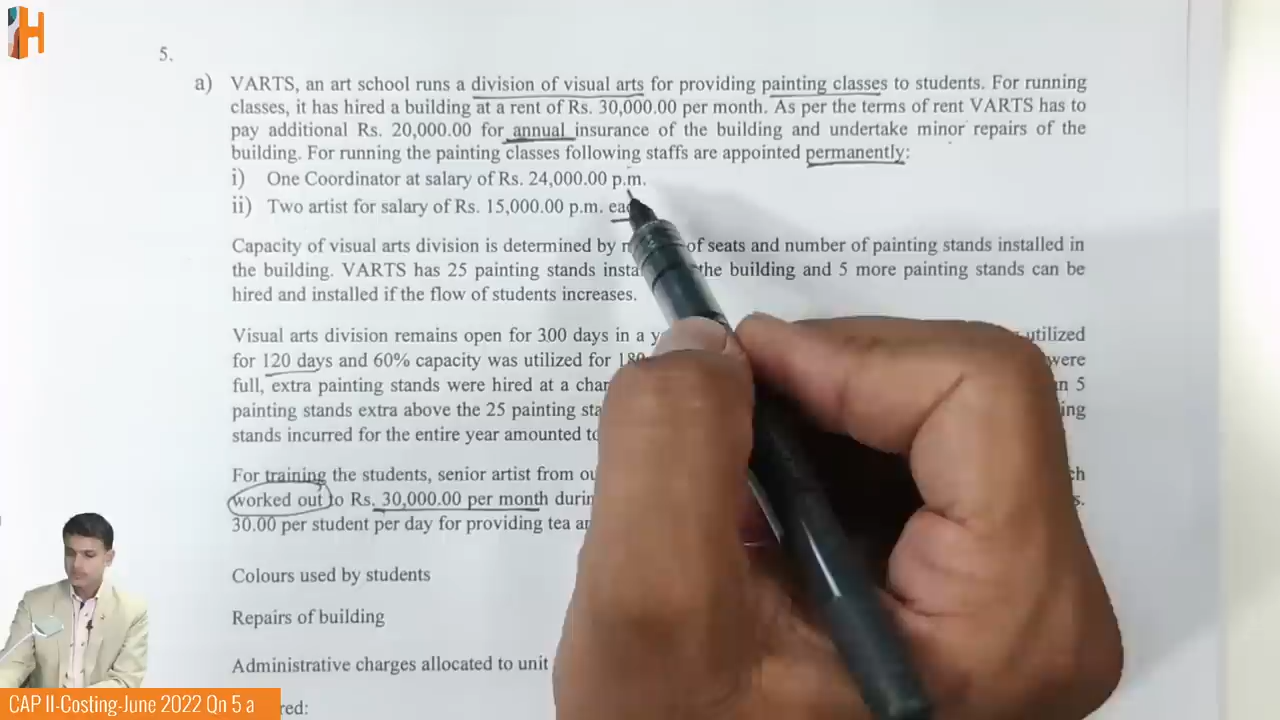 H
5.
a) VARTS, an art school runs a division of visual arts for providing painting classes to students. For running
classes, it has hired a building at a rent of Rs. 30,000.00 per month. As per the terms of rent VARTS has to
pay additional Rs. 20,000.00 for annual insurance of the building and undertake minor repairs of the
building. For running the painting classes following staffs are appointed permanently:
i) One Coordinator at salary of Rs. 24,000.00 p.m.
ii) Two artist for salary of Rs. 15,000.00 p.m.
Capacity of visual arts division is determined by of seats and number of painting stands installed in
the building. VARTS has 25 painting stands the building and 5 more painting stands can be
hired and installed if the flow of students increases.
Visual arts division remains open for 300 days in a utilized
for 120 days and 60% capacity was utilized for were
full, extra painting stands were hired at a 5
painting stands extra above the 25 painting
stands incurred for the entire year amounted to
For training the students, senior artist from
worked out to Rs. 30,000.00 per month
30.00 per student per day for providing tea
Colours used by students
Repairs of building
Administrative charges allocated to unit
CAP II-Costing-June 2022 Qn 5 a